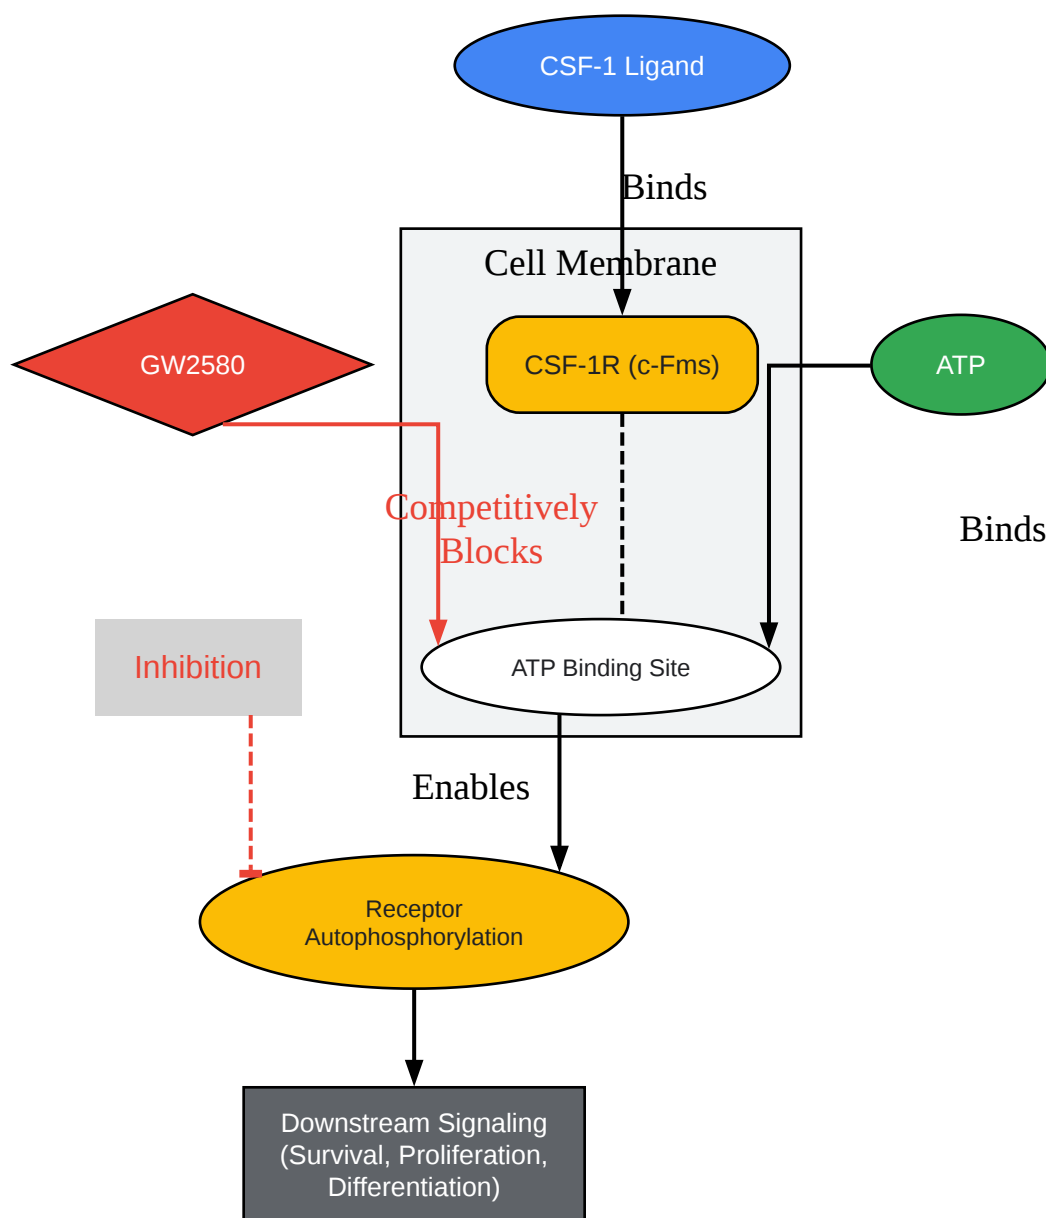 CSF-1 Ligand
Binds
Cell Membrane
GW2580
CSF-1R (c-Fms)
ATP
Competitively
Blocks
Binds
Inhibition
ATP Binding Site
Enables
Receptor
Autophosphorylation
Downstream Signaling
(Survival, Proliferation,
Differentiation)